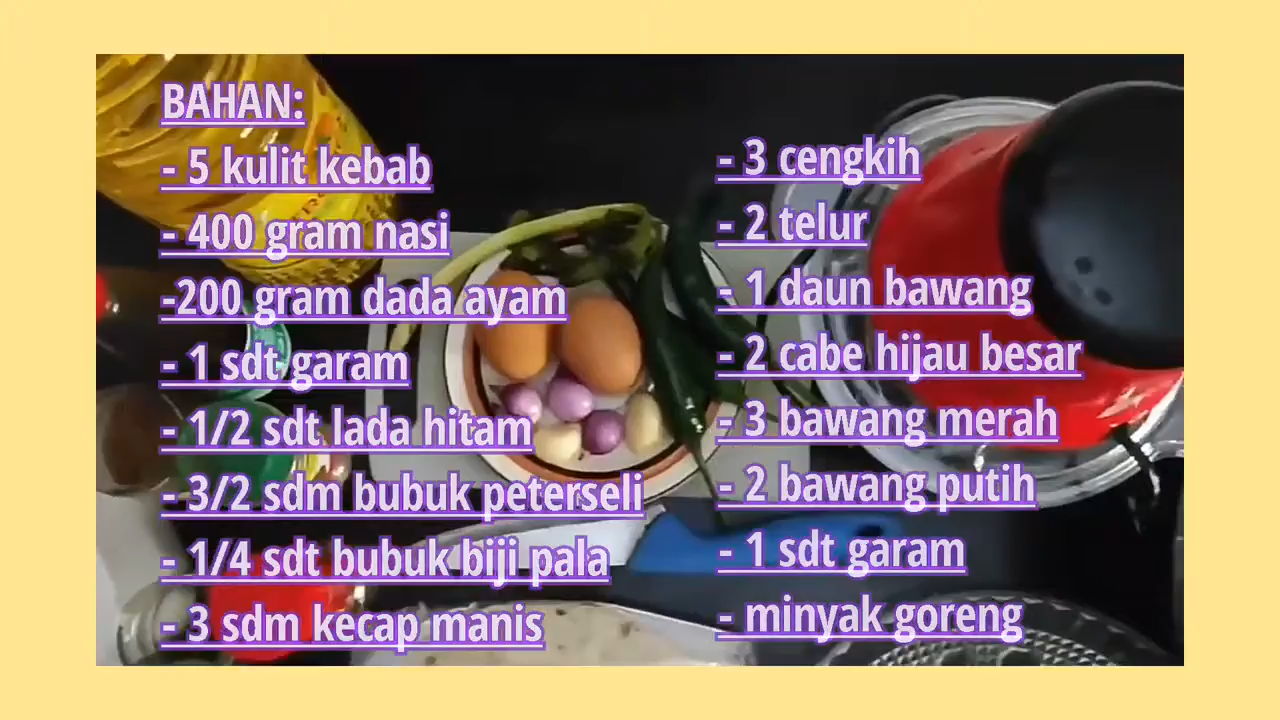 BAHAN:
- 5 kulit kebab
- 400 gram nasi
-200 gram dada ayam
- 1 sdt garam
- 1/2 sdt lada hitam
- 3/2 sdm bubuk peterseli
- 1/4 sdt bubuk biji pala
- 3 sdm kecap manis
- 3 cengkih
- 2 telur
- 1 daun bawang
- 2 cabe hijau besar
- 3 bawang merah
- 2 bawang putih
- 1 sdt garam
- minyak goreng